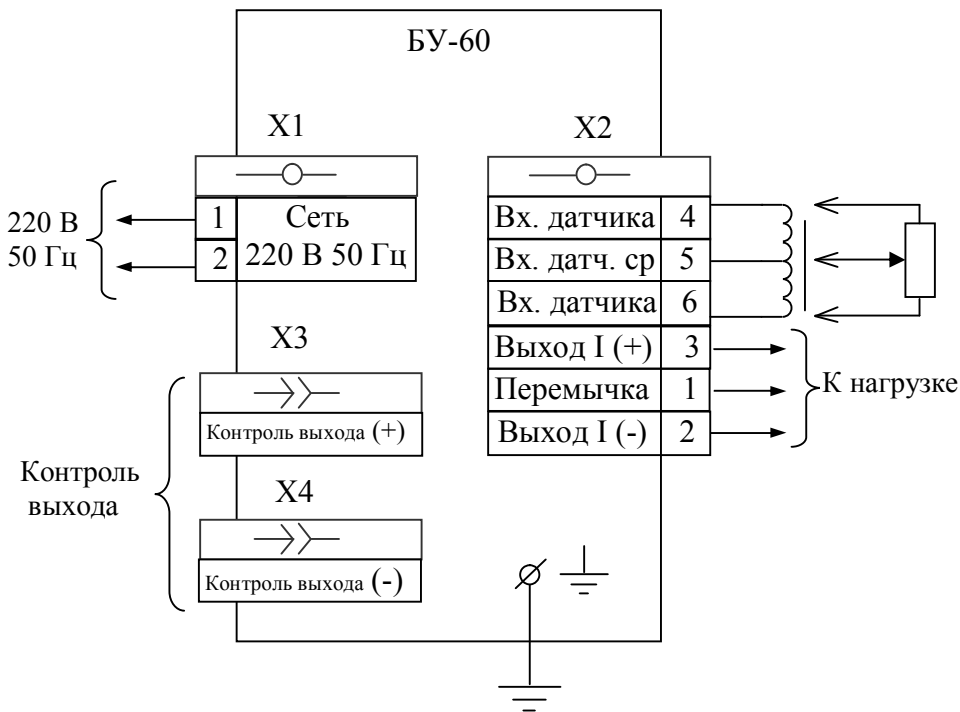 БУ-60
X1
1
Сеть
2
220 В 50 Гц
220 В
50 Гц
X2
Вх. датчика 4
Вх. датч. ср 5
Вх. датчика 6
Выход I (+) 3
Перемычка 1
Выход I (-) 2
К нагрузке
X3
Контроль выхода (+)
Контроль
выхода
X4
Контроль выхода (-)